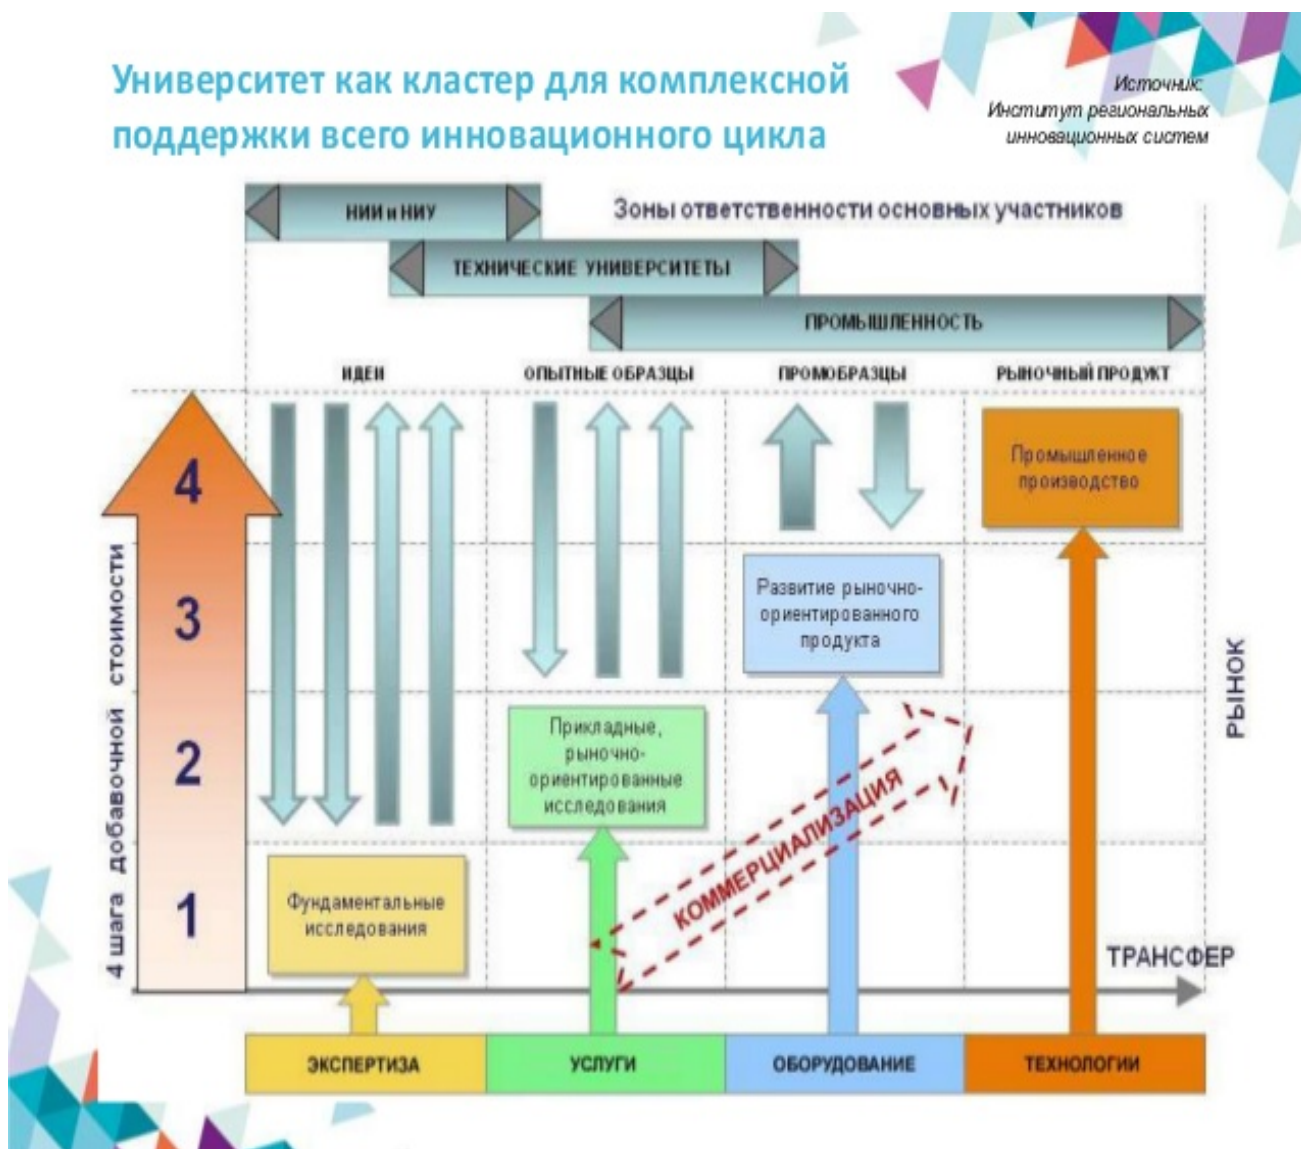 Университет как кластер для комплексной
поддержки всего инновационного цикла
Источник:
Институт региональных
инновационных систем
НИИ и НИУ
Зоны ответственности основных участников
ТЕХНИЧЕСКИЕ УНИВЕРСИТЕТЫ
ПРОМЫШЛЕННОСТЬ
ИДЕИ
ОПЫТНЫЕ ОБРАЗЦЫ
ПРОМОБРАЗЦЫ
РЫНОЧНЫЙ ПРОДУКТ
4 шага добавочной стоимости
4
3
2
1
Промышленное
производство
Развитие рыночно-
ориентированного
продукта
Прикладные,
рыночно-
ориентированные
исследования
Фундаментальные
исследования
КОММЕРЦИАЛИЗАЦИЯ
РЫНОК
ТРАНСФЕР
ЭКСПЕРТИЗА
УСЛУГИ
ОБОРУДОВАНИЕ
ТЕХНОЛОГИИ